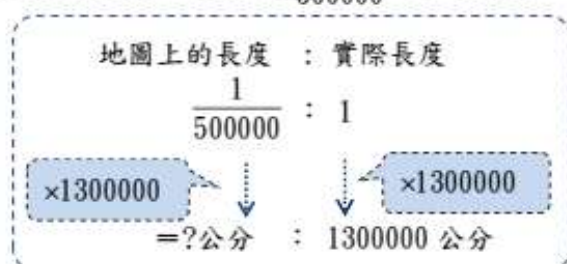 地圖上的長度 : 實際長度
1/500000 : 1
×1300000 ×1300000
=?公分 : 1300000 公分